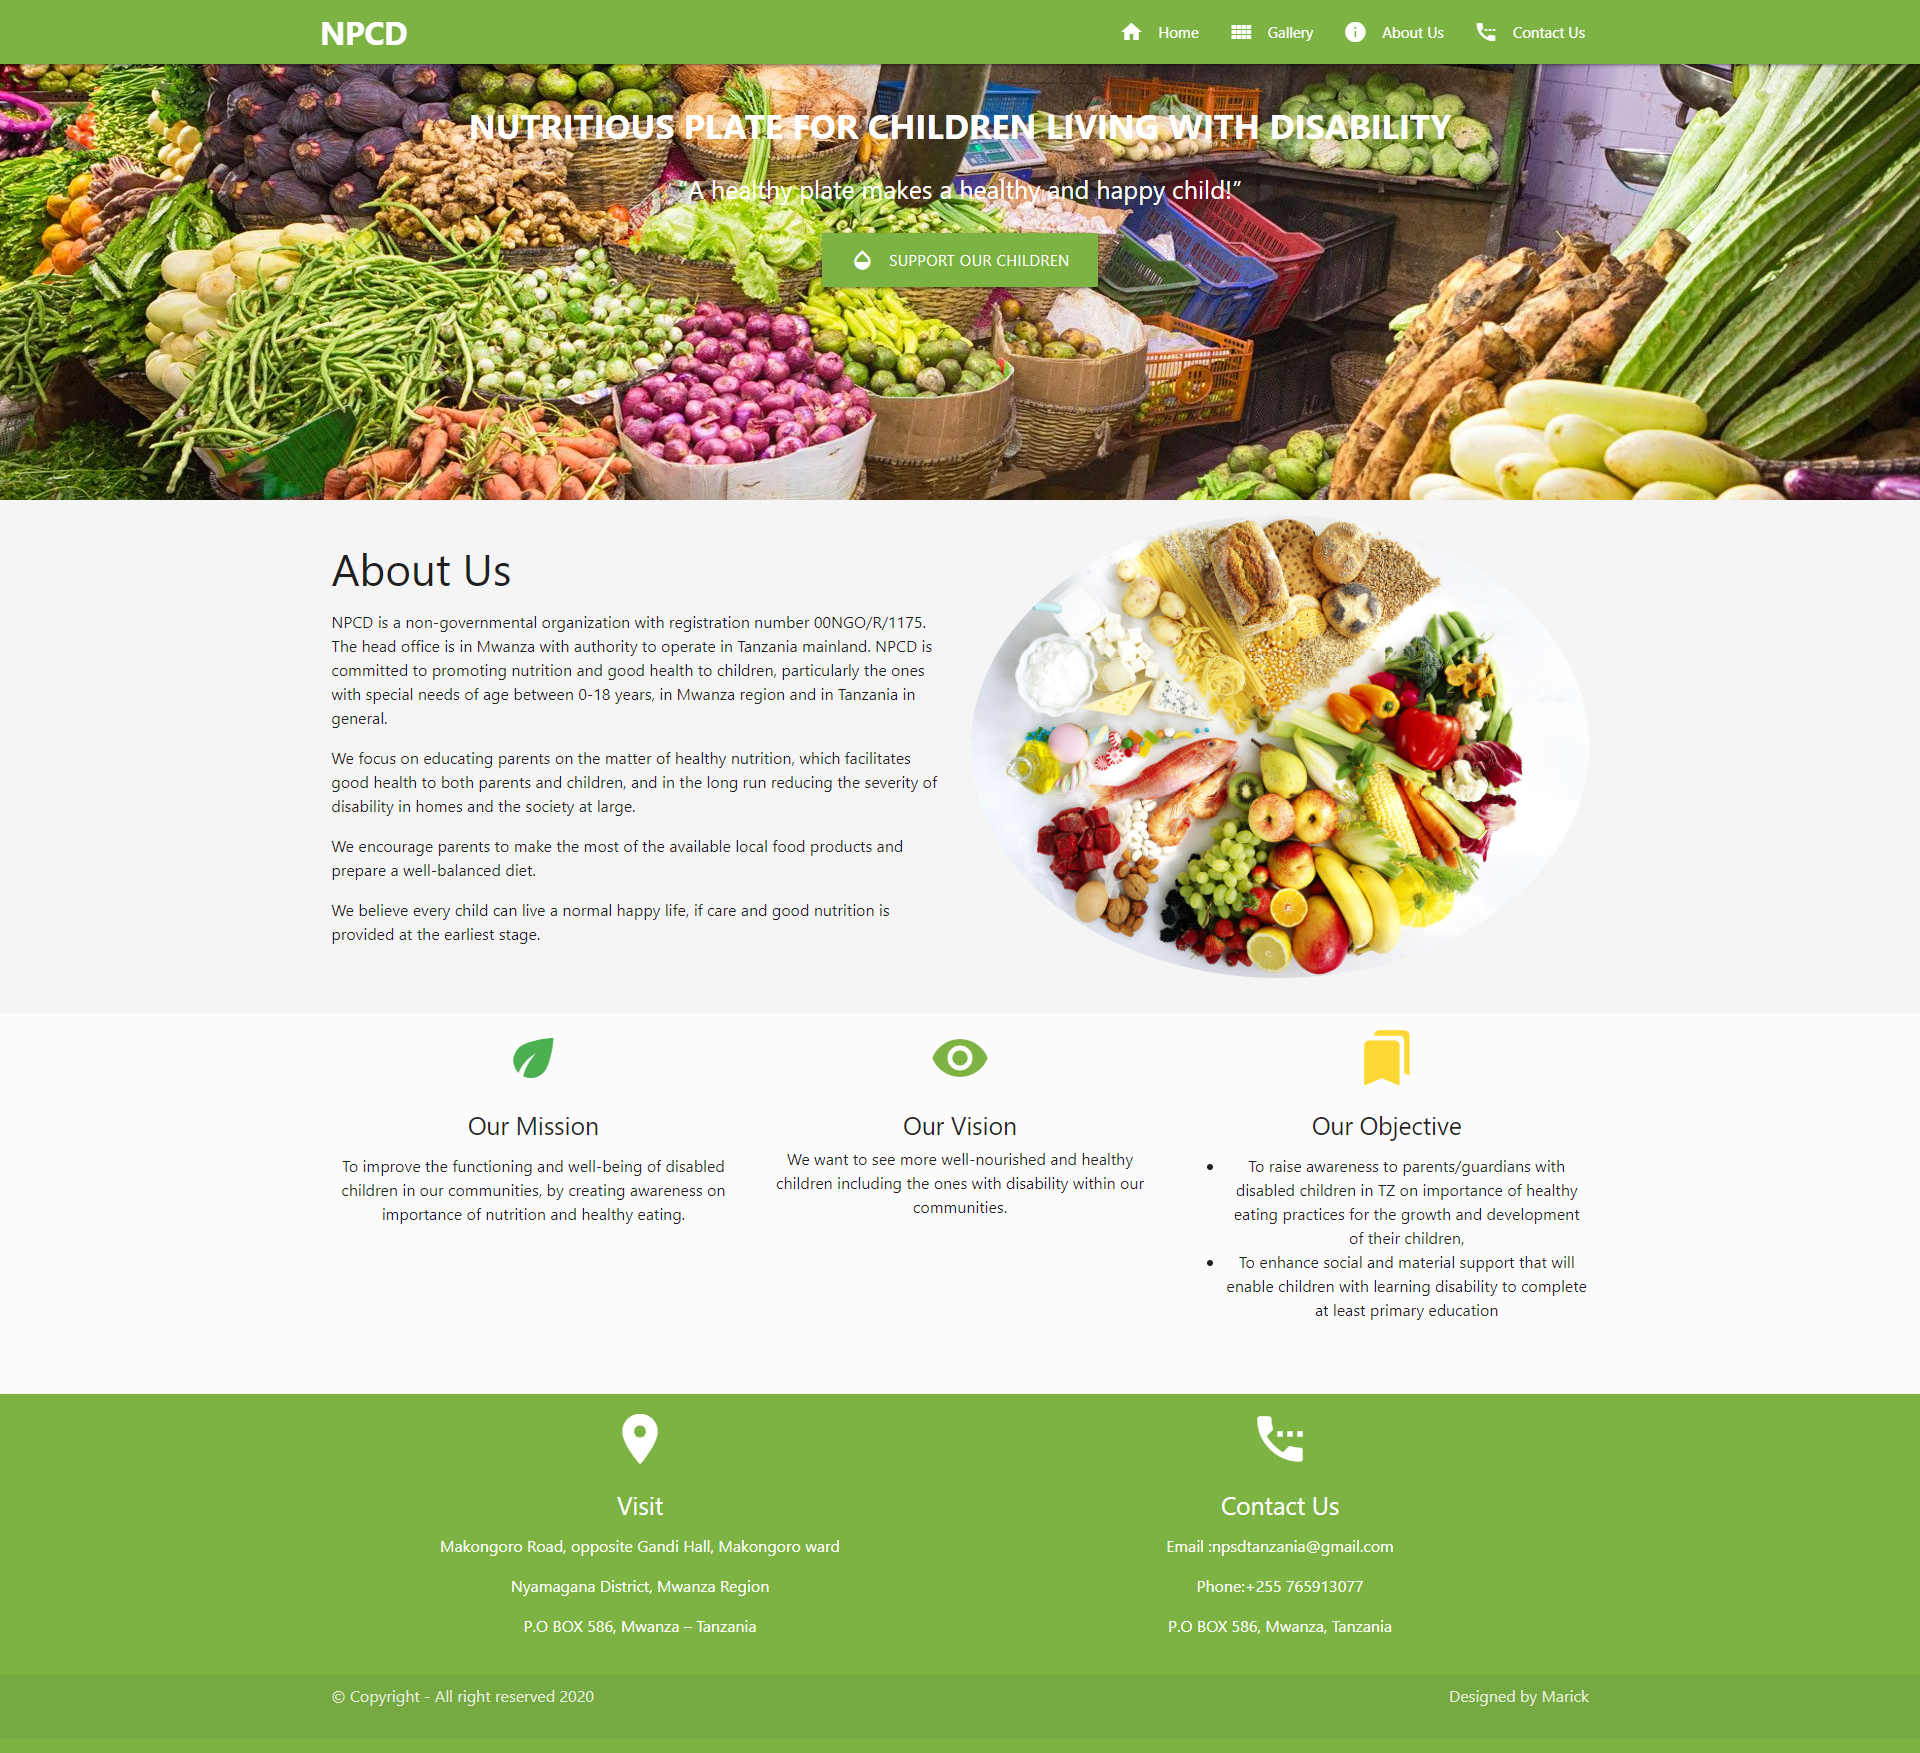 NPCD
Home Gallery About Us Contact Us
NUTRITIOUS PLATE FOR CHILDREN LIVING WITH DISABILITY
“A healthy plate makes a healthy and happy child!”
SUPPORT OUR CHILDREN
About Us
NPCD is a non-governmental organization with registration number 00NGO/R/1175.
The head office is in Mwanza with authority to operate in Tanzania mainland. NPCD is
committed to promoting nutrition and good health to children, particularly the ones
with special needs of age between 0-18 years, in Mwanza region and in Tanzania in
general.
We focus on educating parents on the matter of healthy nutrition, which facilitates
good health to both parents and children, and in the long run reducing the severity of
disability in homes and the society at large.
We encourage parents to make the most of the available local food products and
prepare a well-balanced diet.
We believe every child can live a normal happy life, if care and good nutrition is
provided at the earliest stage.
Our Mission
To improve the functioning and well-being of disabled
children in our communities, by creating awareness on
importance of nutrition and healthy eating.
Our Vision
We want to see more well-nourished and healthy
children including the ones with disability within our
communities.
Our Objective
• To raise awareness to parents/guardians with
disabled children in TZ on importance of healthy
eating practices for the growth and development
of their children,
• To enhance social and material support that will
enable children with learning disability to complete
at least primary education
Visit
Makongoro Road, opposite Gandi Hall, Makongoro ward
Nyamagana District, Mwanza Region
P.O BOX 586, Mwanza – Tanzania
Contact Us
Email :npsdtanzania@gmail.com
Phone:+255 765913077
P.O BOX 586, Mwanza, Tanzania
© Copyright - All right reserved 2020
Designed by Marick